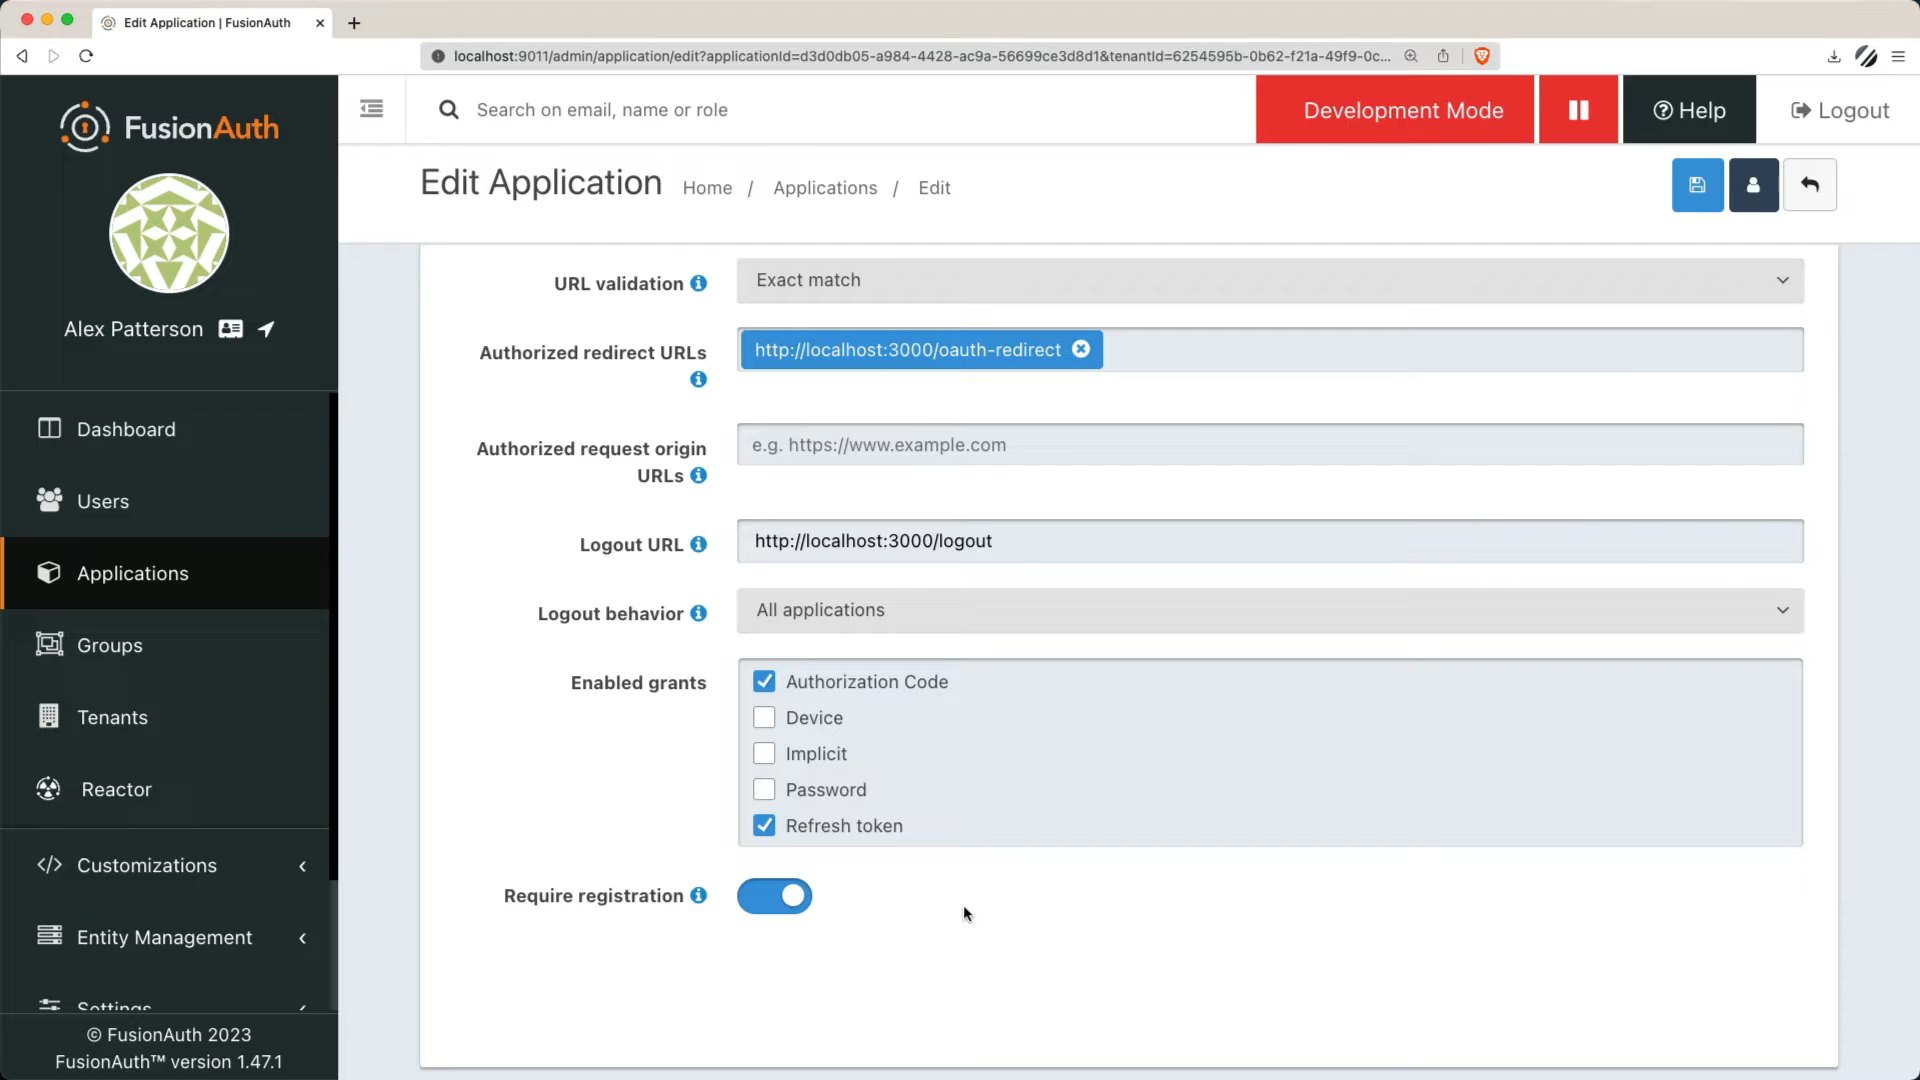 Edit Application | FusionAuth
localhost:9011/admin/application/edit?applicationId=d3d0db05-a984-4428-ac9a-56699ce3d8d1&tenantId=6254595b-0b62-f21a-49f9-0c...
FusionAuth
Search on email, name or role
Development Mode
Help
Logout
Edit Application
Home / Applications / Edit
Alex Patterson
Dashboard
Users
Applications
Groups
Tenants
Reactor
Customizations
Entity Management
Settings
© FusionAuth 2023
FusionAuth™ version 1.47.1
URL validation
Exact match
Authorized redirect URLs
http://localhost:3000/oauth-redirect
Authorized request origin
URLs
e.g. https://www.example.com
Logout URL
http://localhost:3000/logout
Logout behavior
All applications
Enabled grants
Authorization Code
Device
Implicit
Password
Refresh token
Require registration